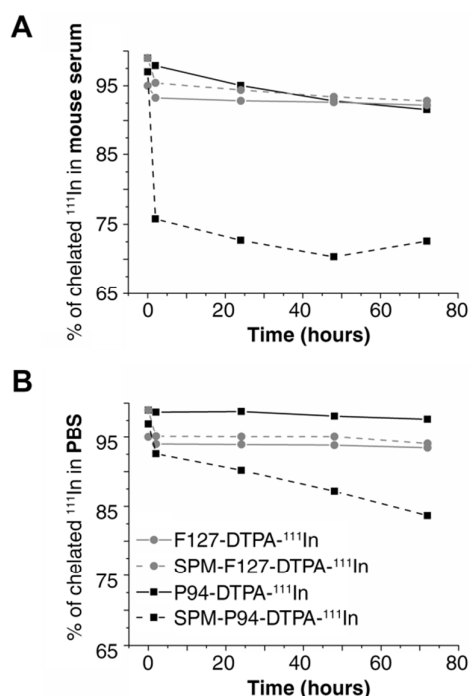 A
% of chelated ¹¹¹In in mouse serum
95
85
75
65
0 20 40 60 80
Time (hours)
B
% of chelated ¹¹¹In in PBS
95
85
75
65
F127-DTPA-¹¹¹In
SPM-F127-DTPA-¹¹¹In
P94-DTPA-¹¹¹In
SPM-P94-DTPA-¹¹¹In
0 20 40 60 80
Time (hours)